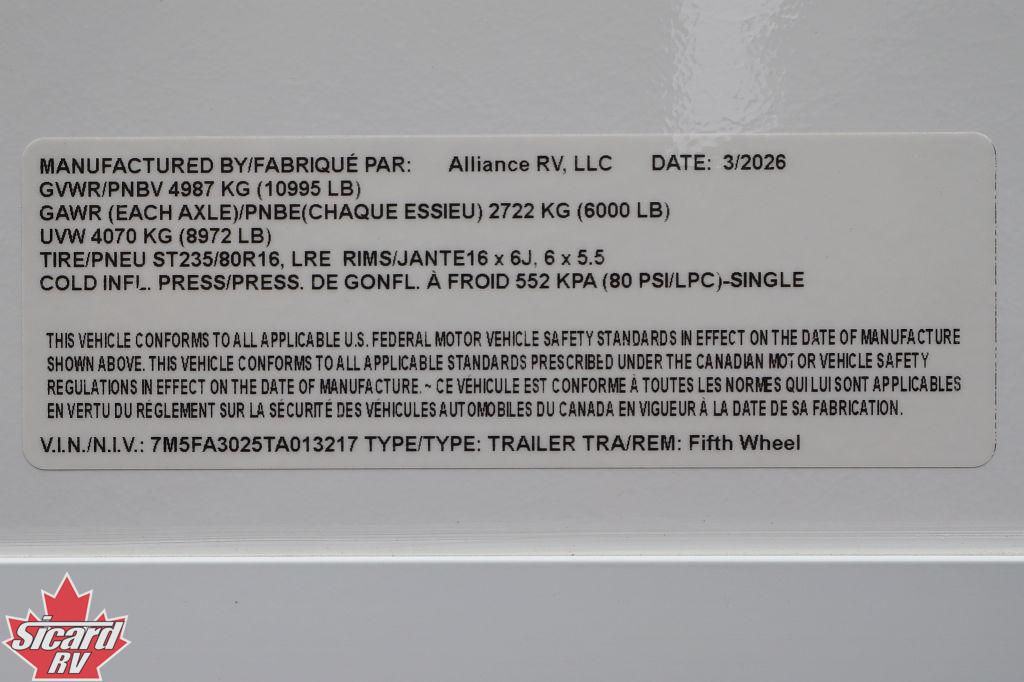 MANUFACTURED BY/FABRIQUÉ PAR: Alliance RV, LLC DATE: 3/2026
GVWR/PNBV 4987 KG (10995 LB)
GAWR (EACH AXLE)/PNBE(CHAQUE ESSIEU) 2722 KG (6000 LB)
UVW 4070 KG (8972 LB)
TIRE/PNEU ST235/80R16, LRE RIMS/JANTE16 x 6J, 6 x 5.5
COLD INFL. PRESS/PRESS. DE GONFL. À FROID 552 KPA (80 PSI/LPC)-SINGLE
THIS VEHICLE CONFORMS TO ALL APPLICABLE U.S. FEDERAL MOTOR VEHICLE SAFETY STANDARDS IN EFFECT ON THE DATE OF MANUFACTURE
SHOWN ABOVE. THIS VEHICLE CONFORMS TO ALL APPLICABLE STANDARDS PRESCRIBED UNDER THE CANADIAN MOTOR VEHICLE SAFETY
REGULATIONS IN EFFECT ON THE DATE OF MANUFACTURE. ~ CE VÉHICULE EST CONFORME À TOUTES LES NORMES QUI LUI SONT APPLICABLES
EN VERTU DU RÉGLEMENT SUR LA SÉCURITÉ DES VÉHICULES AUTOMOBILES DU CANADA EN VIGUEUR À LA DATE DE SA FABRICATION.
V.I.N./N.I.V.: 7M5FA3025TA013217 TYPE/TYPE: TRAILER TRA/REM: Fifth Wheel
Sicard
RV